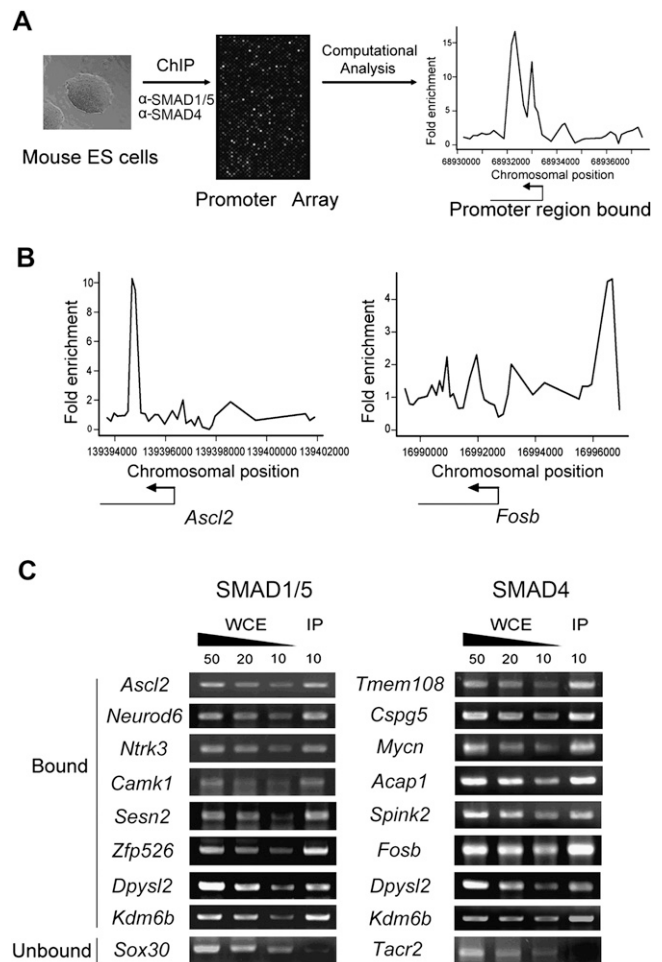 A
ChIP
α-SMAD1/5
α-SMAD4
Mouse ES cells
Promoter Array
Computational
Analysis
Fold enrichment
15
10
5
0
68930000 68932000 68934000 68936000
Chromosomal position
Promoter region bound
B
Fold enrichment
10
8
6
4
2
0
139394000 139396000 139398000 139400000 139402000
Chromosomal position
Ascl2
Fold enrichment
4
3
2
1
0
16990000 16992000 16994000 16996000
Chromosomal position
Fosb
C
SMAD1/5
WCE IP
50 20 10 10
Bound
Ascl2
Neurod6
Ntrk3
Camk1
Sesn2
Zfp526
Dpysl2
Kdm6b
Unbound
Sox30
SMAD4
WCE IP
50 20 10 10
Tmem108
Cspg5
Mycn
Acap1
Spink2
Fosb
Dpysl2
Kdm6b
Tacr2